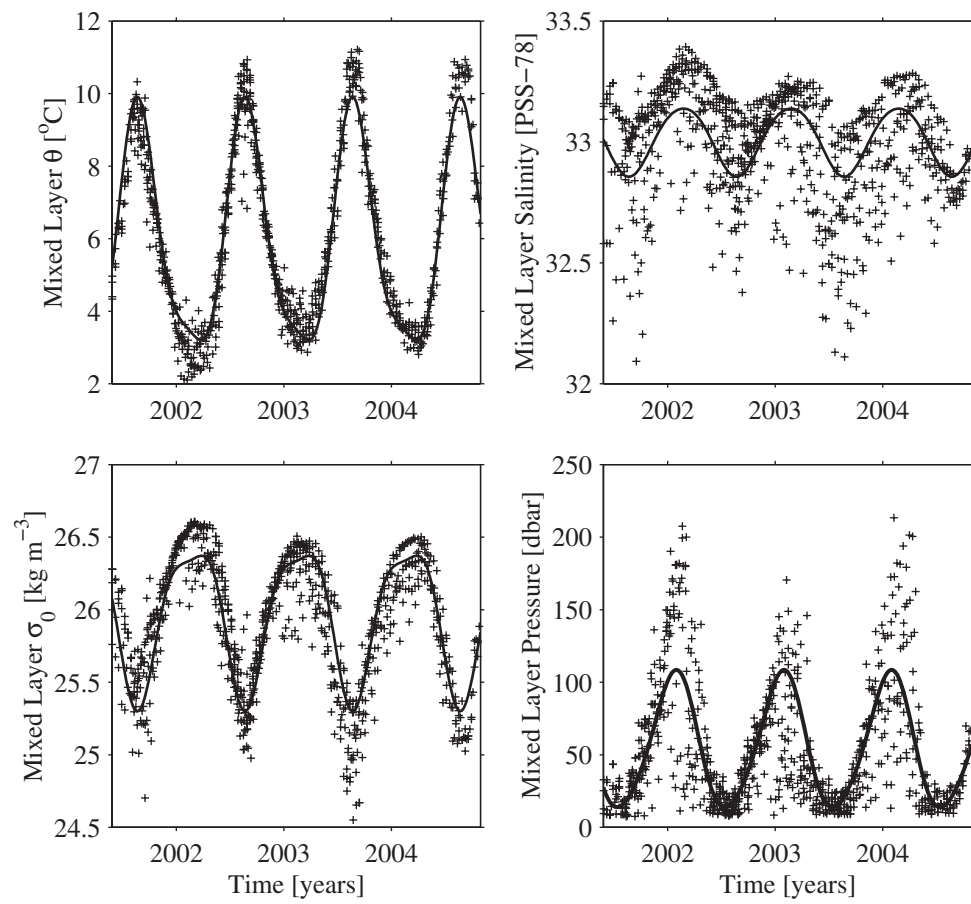 12
10
8
6
4
2
Mixed Layer θ [°C]
2002 2003 2004
33.5
33
32.5
32
Mixed Layer Salinity [PSS−78]
2002 2003 2004
27
26.5
26
25.5
25
24.5
Mixed Layer σ0 [kg m−3]
2002 2003 2004
Time [years]
250
200
150
100
50
0
Mixed Layer Pressure [dbar]
2002 2003 2004
Time [years]